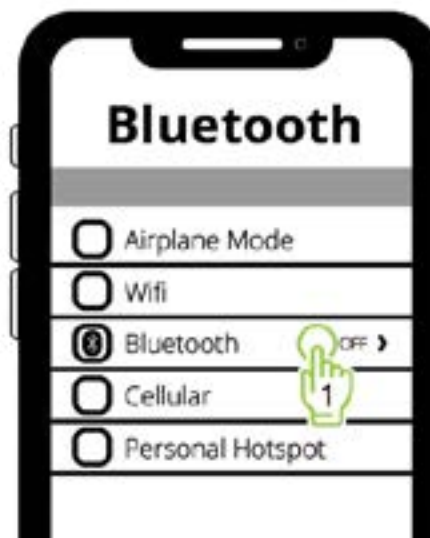 Bluetooth
Airplane Mode
Wifi
Bluetooth OFF ›
1
Cellular
Personal Hotspot